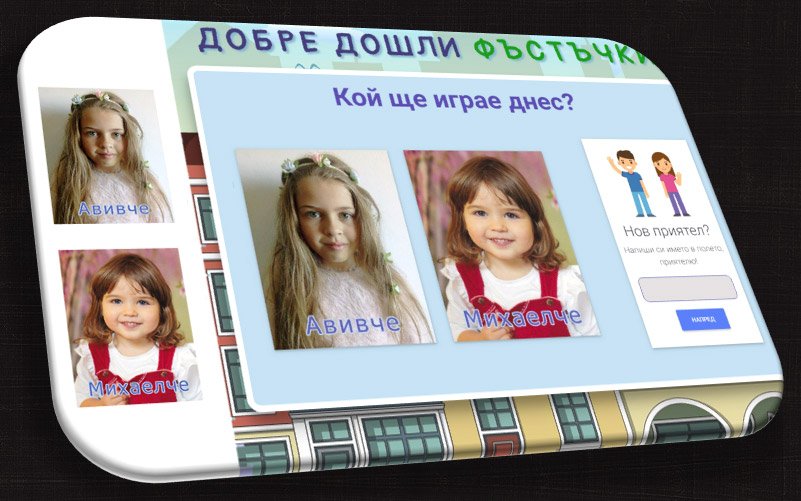 ДОБРЕ ДОШЛИ ФЪСТЪЧКИ
Кой ще играе днес?
Авивче
Михаелче
Авивче
Михаелче
Нов приятел?
Напиши си името в полето,
приятелю!
НАПРЕД